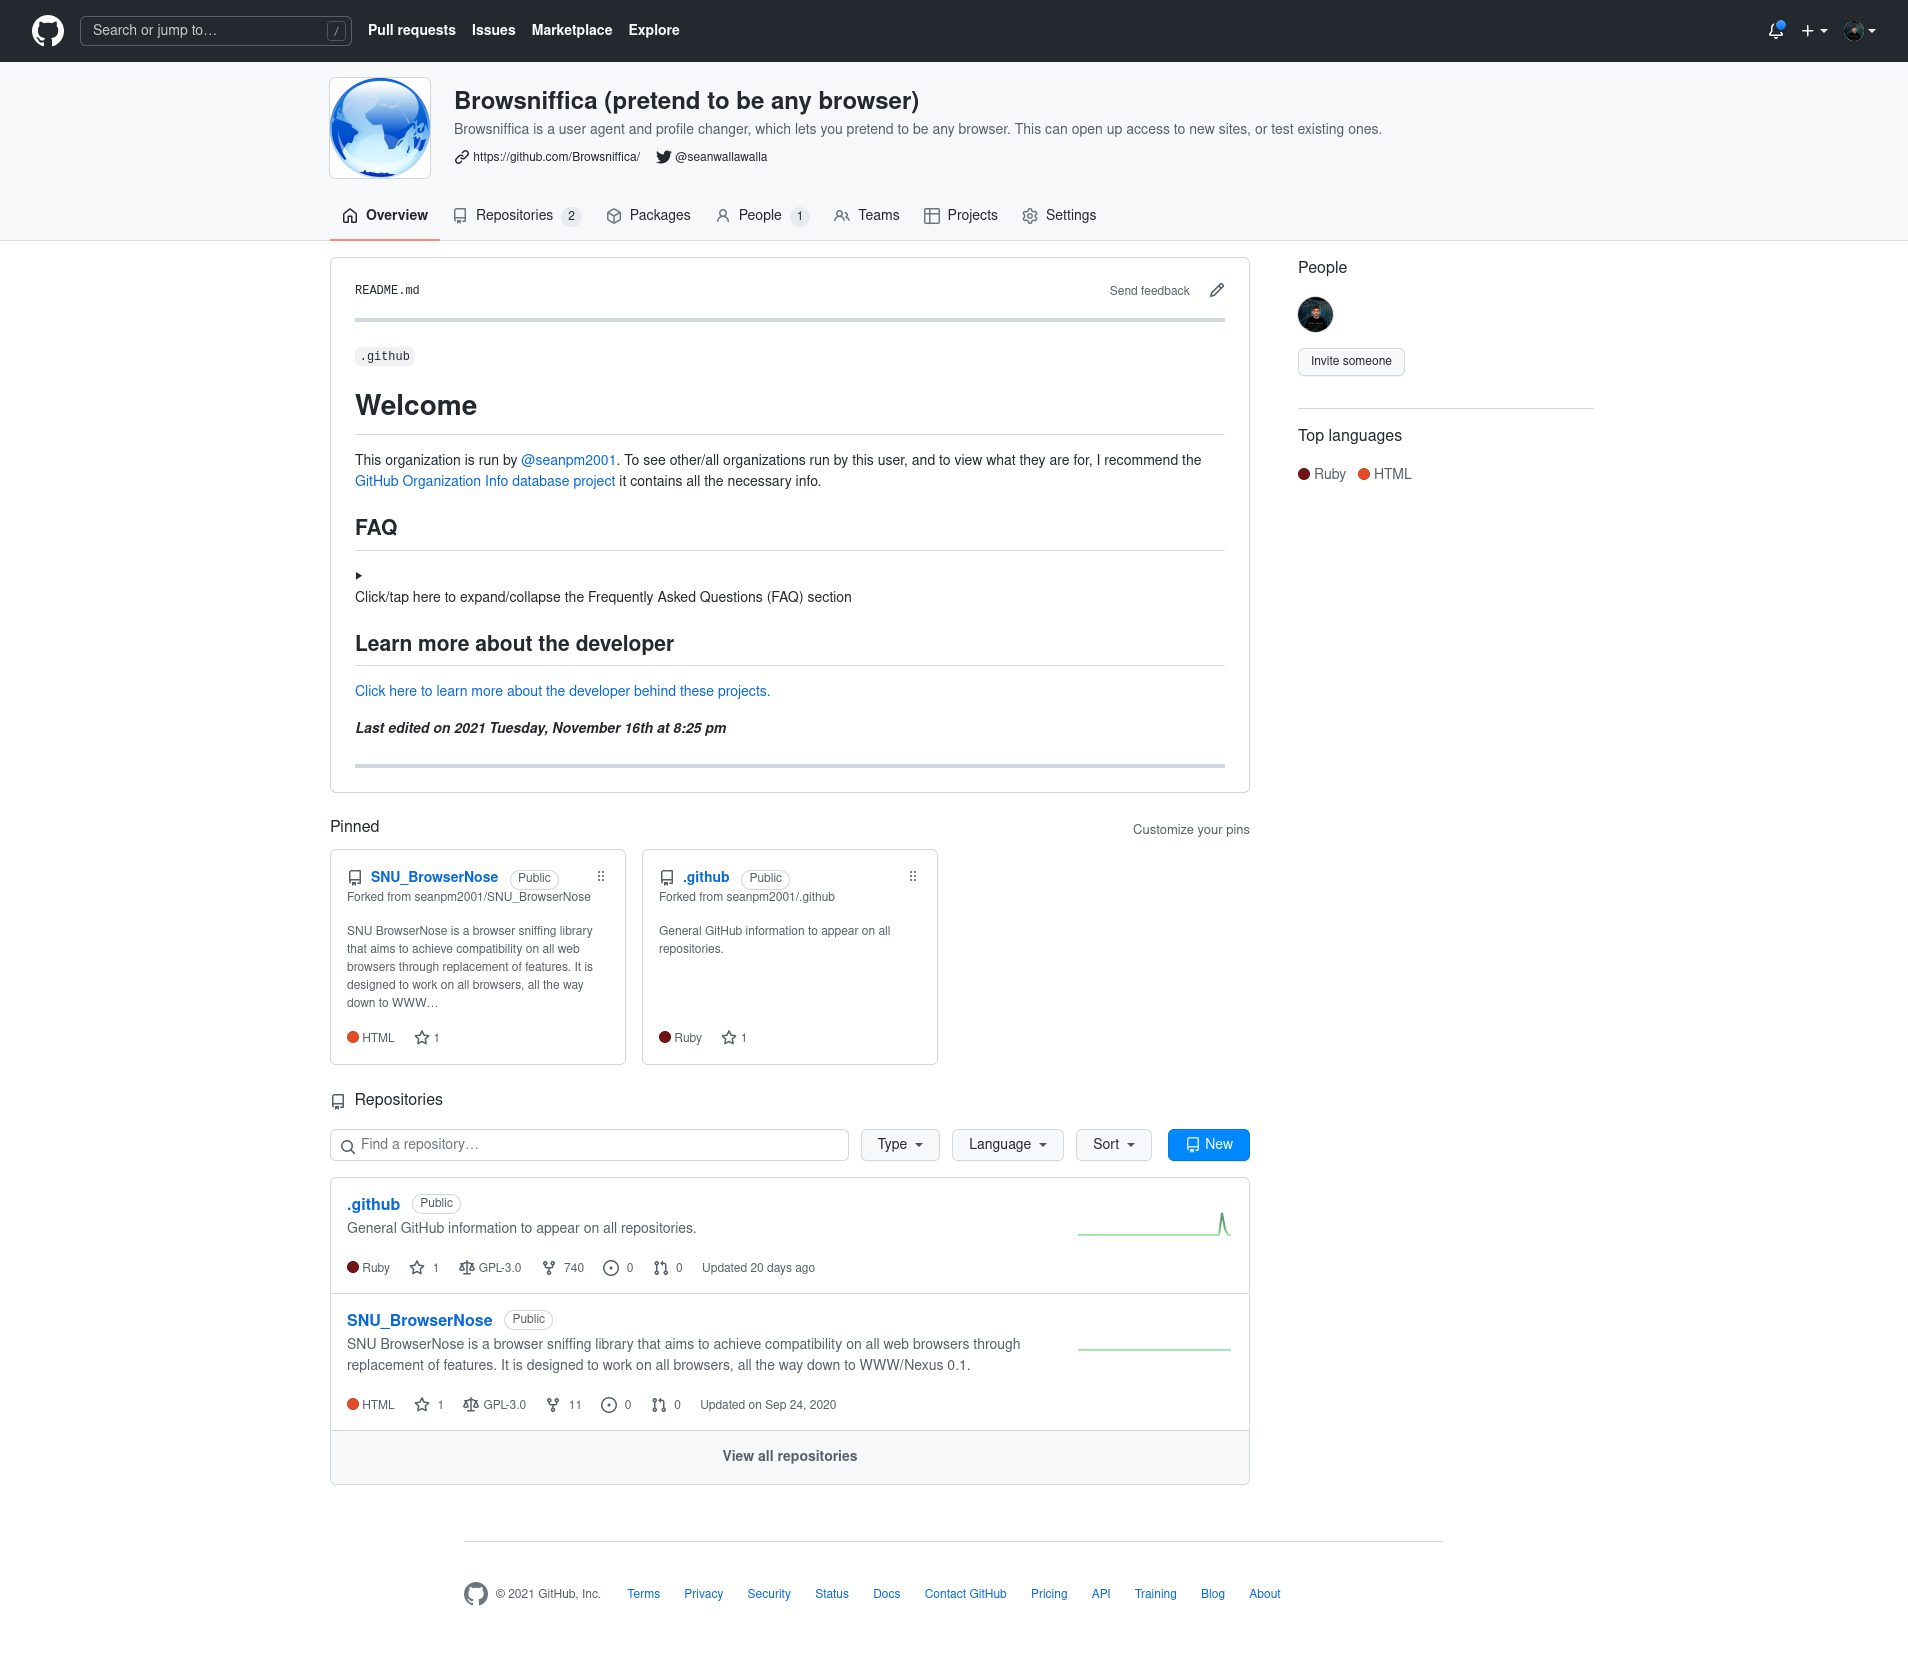 Search or jump to…
/
Pull requests
Issues
Marketplace
Explore
Browsniffica (pretend to be any browser)
Browsniffica is a user agent and profile changer, which lets you pretend to be any browser. This can open up access to new sites, or test existing ones.
https://github.com/Browsniffica/
@seanwallawalla
Overview
Repositories 2
Packages
People 1
Teams
Projects
Settings
README.md
Send feedback
.github
Welcome
This organization is run by @seanpm2001. To see other/all organizations run by this user, and to view what they are for, I recommend the
GitHub Organization Info database project it contains all the necessary info.
FAQ
Click/tap here to expand/collapse the Frequently Asked Questions (FAQ) section
Learn more about the developer
Click here to learn more about the developer behind these projects.
Last edited on 2021 Tuesday, November 16th at 8:25 pm
People
Invite someone
Top languages
Ruby
HTML
Pinned
Customize your pins
SNU_BrowserNose Public
Forked from seanpm2001/SNU_BrowserNose
SNU BrowserNose is a browser sniffing library
that aims to achieve compatibility on all web
browsers through replacement of features. It is
designed to work on all browsers, all the way
down to WWW…
HTML 1
.github Public
Forked from seanpm2001/.github
General GitHub information to appear on all
repositories.
Ruby 1
Repositories
Find a repository…
Type
Language
Sort
New
.github Public
General GitHub information to appear on all repositories.
Ruby 1 GPL-3.0 740 0 0 Updated 20 days ago
SNU_BrowserNose Public
SNU BrowserNose is a browser sniffing library that aims to achieve compatibility on all web browsers through
replacement of features. It is designed to work on all browsers, all the way down to WWW/Nexus 0.1.
HTML 1 GPL-3.0 11 0 0 Updated on Sep 24, 2020
View all repositories
© 2021 GitHub, Inc.
Terms
Privacy
Security
Status
Docs
Contact GitHub
Pricing
API
Training
Blog
About